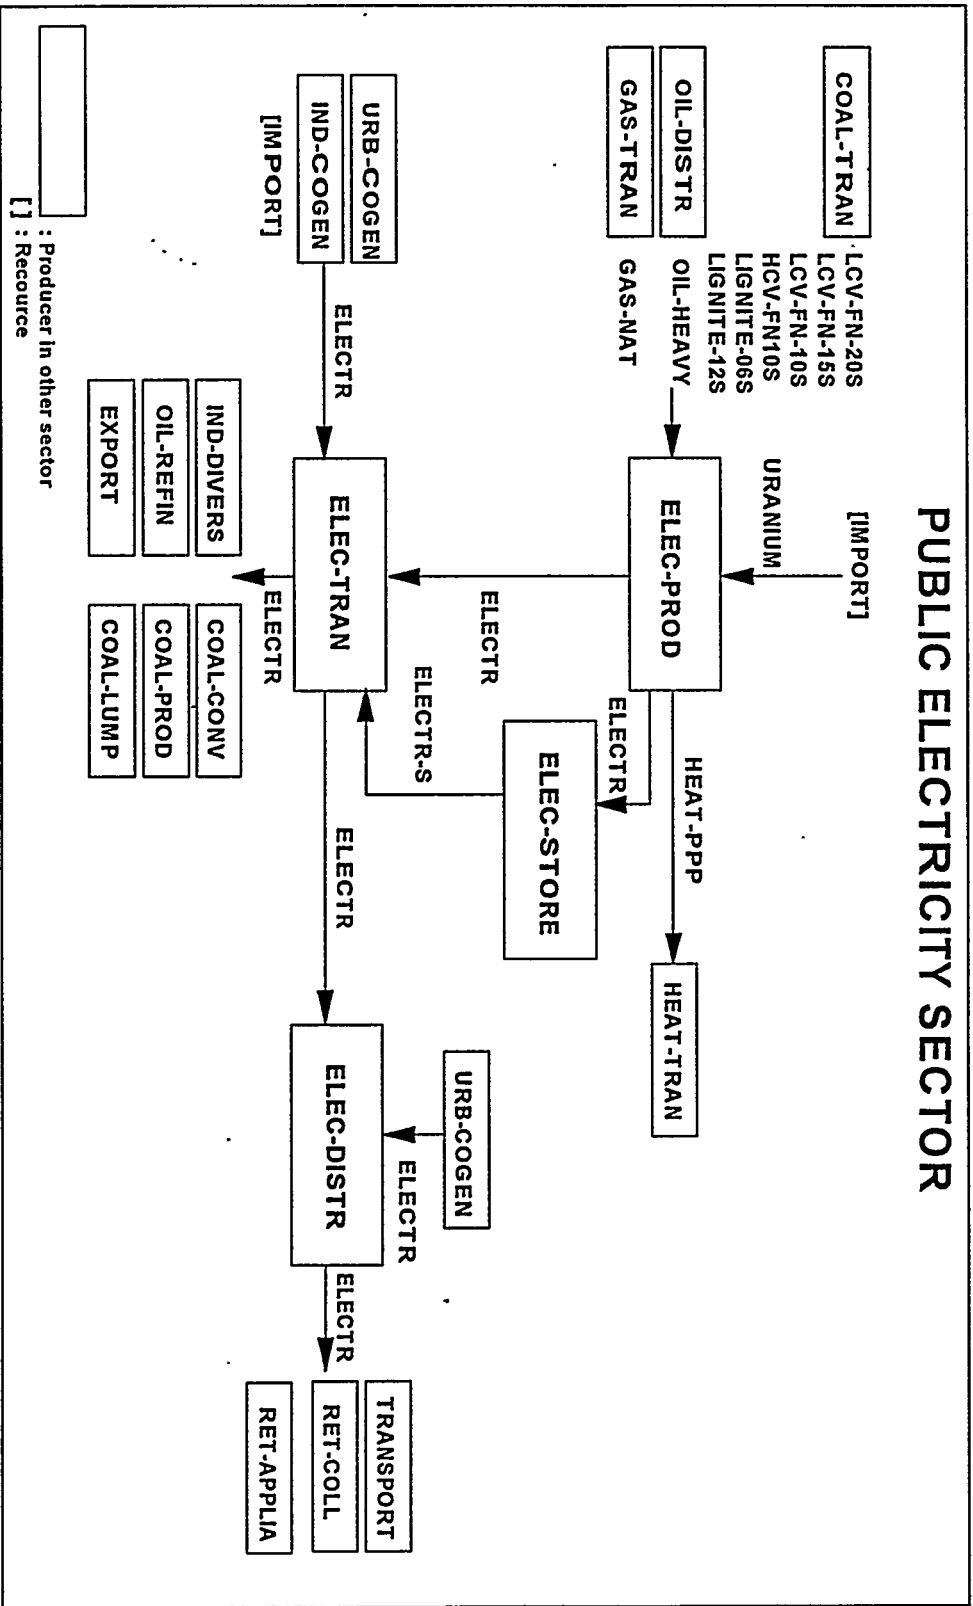 PUBLIC ELECTRICITY SECTOR
COAL-TRAN
LCV-FN-20S
LCV-FN-15S
LCV-FN-10S
HCV-FN10S
LIGNITE-06S
LIGNITE-12S
OIL-DISTR
OIL-HEAVY
GAS-TRAN
GAS-NAT
[IMPORT]
URANIUM
ELEC-PROD
HEAT-PPP
HEAT-TRAN
ELECTR
ELEC-STORE
ELECTR
ELECTR-S
URB-COGEN
IND-COGEN
[IMPORT]
ELECTR
ELEC-TRAN
ELECTR
URB-COGEN
ELECTR
ELEC-DISTR
ELECTR
TRANSPORT
RET-COLL
RET-APPLIA
ELECTR
IND-DIVERS
OIL-REFIN
EXPORT
COAL-CONV
COAL-PROD
COAL-LUMP
: Producer in other sector
[ ] : Recource